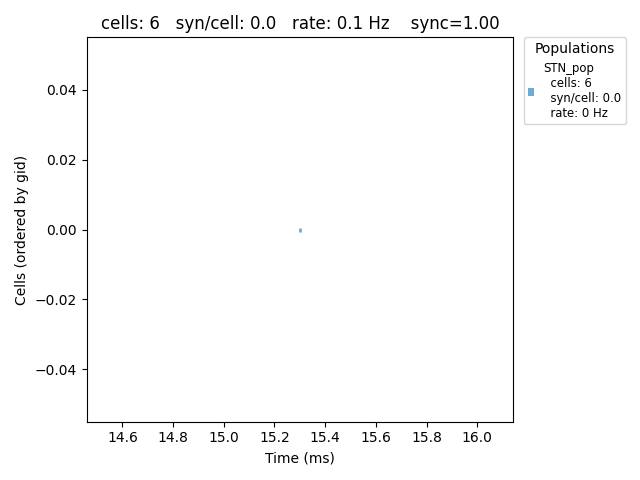 cells: 6   syn/cell: 0.0   rate: 0.1 Hz    sync=1.00
Populations
STN_pop
cells: 6
syn/cell: 0.0
rate: 0 Hz
Cells (ordered by gid)
0.04
0.02
0.00
−0.02
−0.04
14.6 14.8 15.0 15.2 15.4 15.6 15.8 16.0
Time (ms)